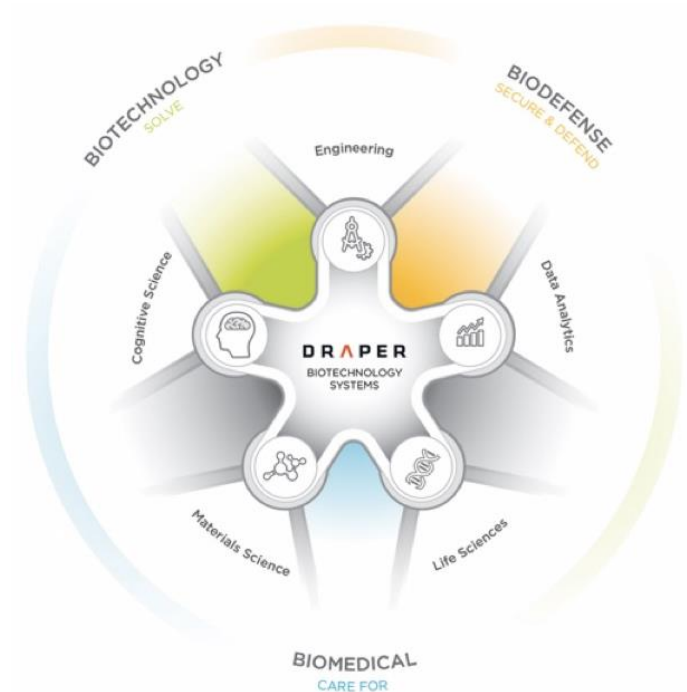 BIOTECHNOLOGY
SOLVE
BIODEFENSE
SECURE & DEFEND
Engineering
Cognitive Science
Data Analytics
DRAPER
BIOTECHNOLOGY
SYSTEMS
Materials Science
Life Sciences
BIOMEDICAL
CARE FOR